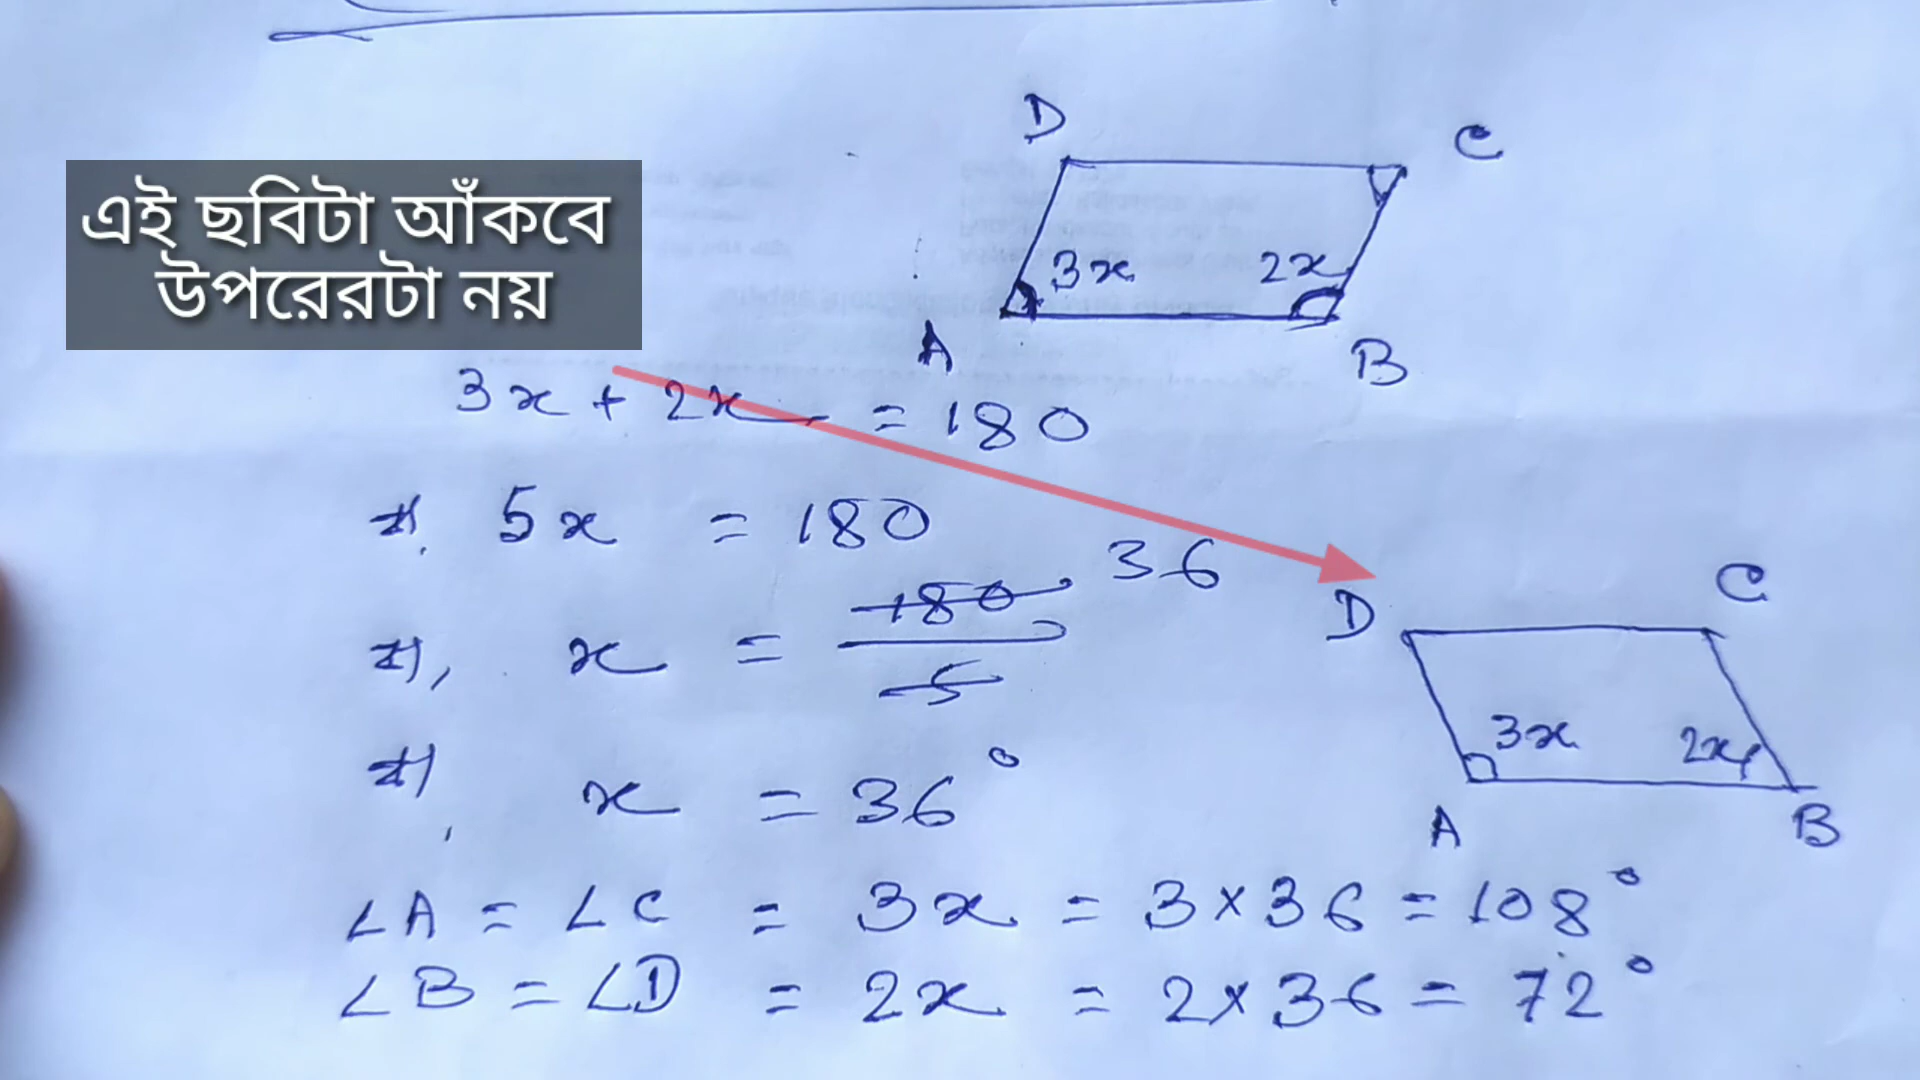 D
C
এই ছবিটা আঁকবে
উপরেরটা নয়
3x 2x
A
B
3x + 2x = 180
বা, 5x = 180
বা, x = 180/5 36
বা, x = 36°
D
C
3x 2x
A
B
∠A = ∠C = 3x = 3×36 = 108°
∠B = ∠D = 2x = 2×36 = 72°